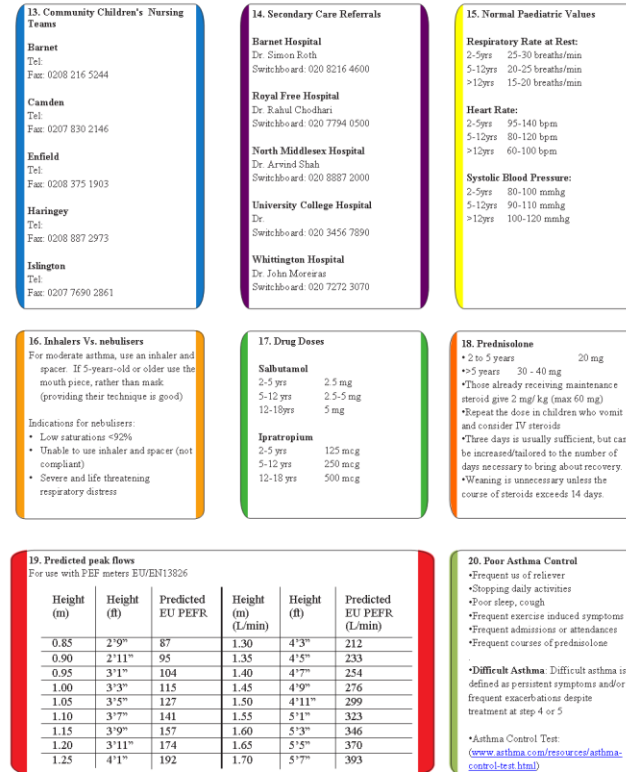 13. Community Children's Nursing
Teams
Barnet
Tel:
Fax: 0208 216 5244
Camden
Tel:
Fax: 0207 830 2146
Enfield
Tel:
Fax: 0208 375 1903
Haringey
Tel:
Fax: 0208 887 2973
Islington
Tel:
Fax: 0207 7690 2861
14. Secondary Care Referrals
Barnet Hospital
Dr. Simon Roth
Switchboard: 020 8216 4600
Royal Free Hospital
Dr. Rahul Chodhari
Switchboard: 020 7794 0500
North Middlesex Hospital
Dr. Arvind Shah
Switchboard: 020 8887 2000
University College Hospital
Dr.
Switchboard: 020 3456 7890
Whittington Hospital
Dr. John Moreiras
Switchboard: 020 7272 3070
15. Normal Paediatric Values
Respiratory Rate at Rest:
2-5yrs 25-30 breaths/min
5-12yrs 20-25 breaths/min
>12yrs 15-20 breaths/min
Heart Rate:
2-5yrs 95-140 bpm
5-12yrs 80-120 bpm
>12yrs 60-100 bpm
Systolic Blood Pressure:
2-5yrs 80-100 mmhg
5-12yrs 90-110 mmhg
>12yrs 100-120 mmhg
16. Inhalers Vs. nebulisers
For moderate asthma, use an inhaler and
spacer. If 5-years-old or older use the
mouth piece, rather than mask
(providing their technique is good)
Indications for nebulisers:
• Low saturations <92%
• Unable to use inhaler and spacer (not
compliant)
• Severe and life threatening
respiratory distress
17. Drug Doses
Salbutamol
2-5 yrs 2.5 mg
5-12 yrs 2.5-5 mg
12-18yrs 5 mg
Ipratropium
2-5 yrs 125 mcg
5-12 yrs 250 mcg
12-18 yrs 500 mcg
18. Prednisolone
• 2 to 5 years 20 mg
•>5 years 30 - 40 mg
•Those already receiving maintenance
steroid give 2 mg/ kg (max 60 mg)
•Repeat the dose in children who vomit
and consider IV steroids
•Three days is usually sufficient, but can
be increased/tailored to the number of
days necessary to bring about recovery.
•Weaning is unnecessary unless the
course of steroids exceeds 14 days.
19. Predicted peak flows
For use with PEF meters EU/EN13826
Height Height Predicted Height Height Predicted
(m) (ft) EU PEFR (m) (ft) EU PEFR
(L/min) (L/min)
0.85 2'9" 87 1.30 4'3" 212
0.90 2'11" 95 1.35 4'5" 233
0.95 3'1" 104 1.40 4'7" 254
1.00 3'3" 115 1.45 4'9" 276
1.05 3'5" 127 1.50 4'11" 299
1.10 3'7" 141 1.55 5'1" 323
1.15 3'9" 157 1.60 5'3" 346
1.20 3'11" 174 1.65 5'5" 370
1.25 4'1" 192 1.70 5'7" 393
20. Poor Asthma Control
•Frequent us of reliever
•Stopping daily activities
•Poor sleep, cough
•Frequent exercise induced symptoms
•Frequent admissions or attendances
•Frequent courses of prednisolone
.
•Difficult Asthma: Difficult asthma is
defined as persistent symptoms and/or
frequent exacerbations despite
treatment at step 4 or 5
•Asthma Control Test:
(www.asthma.com/resources/asthma-
control-test.html)